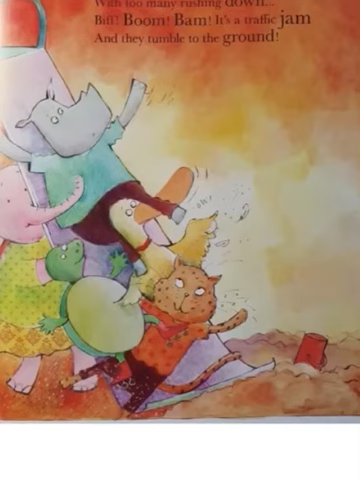 With too many rushing down...
Biff! Boom! Bam! It's a traffic jam
And they tumble to the ground!